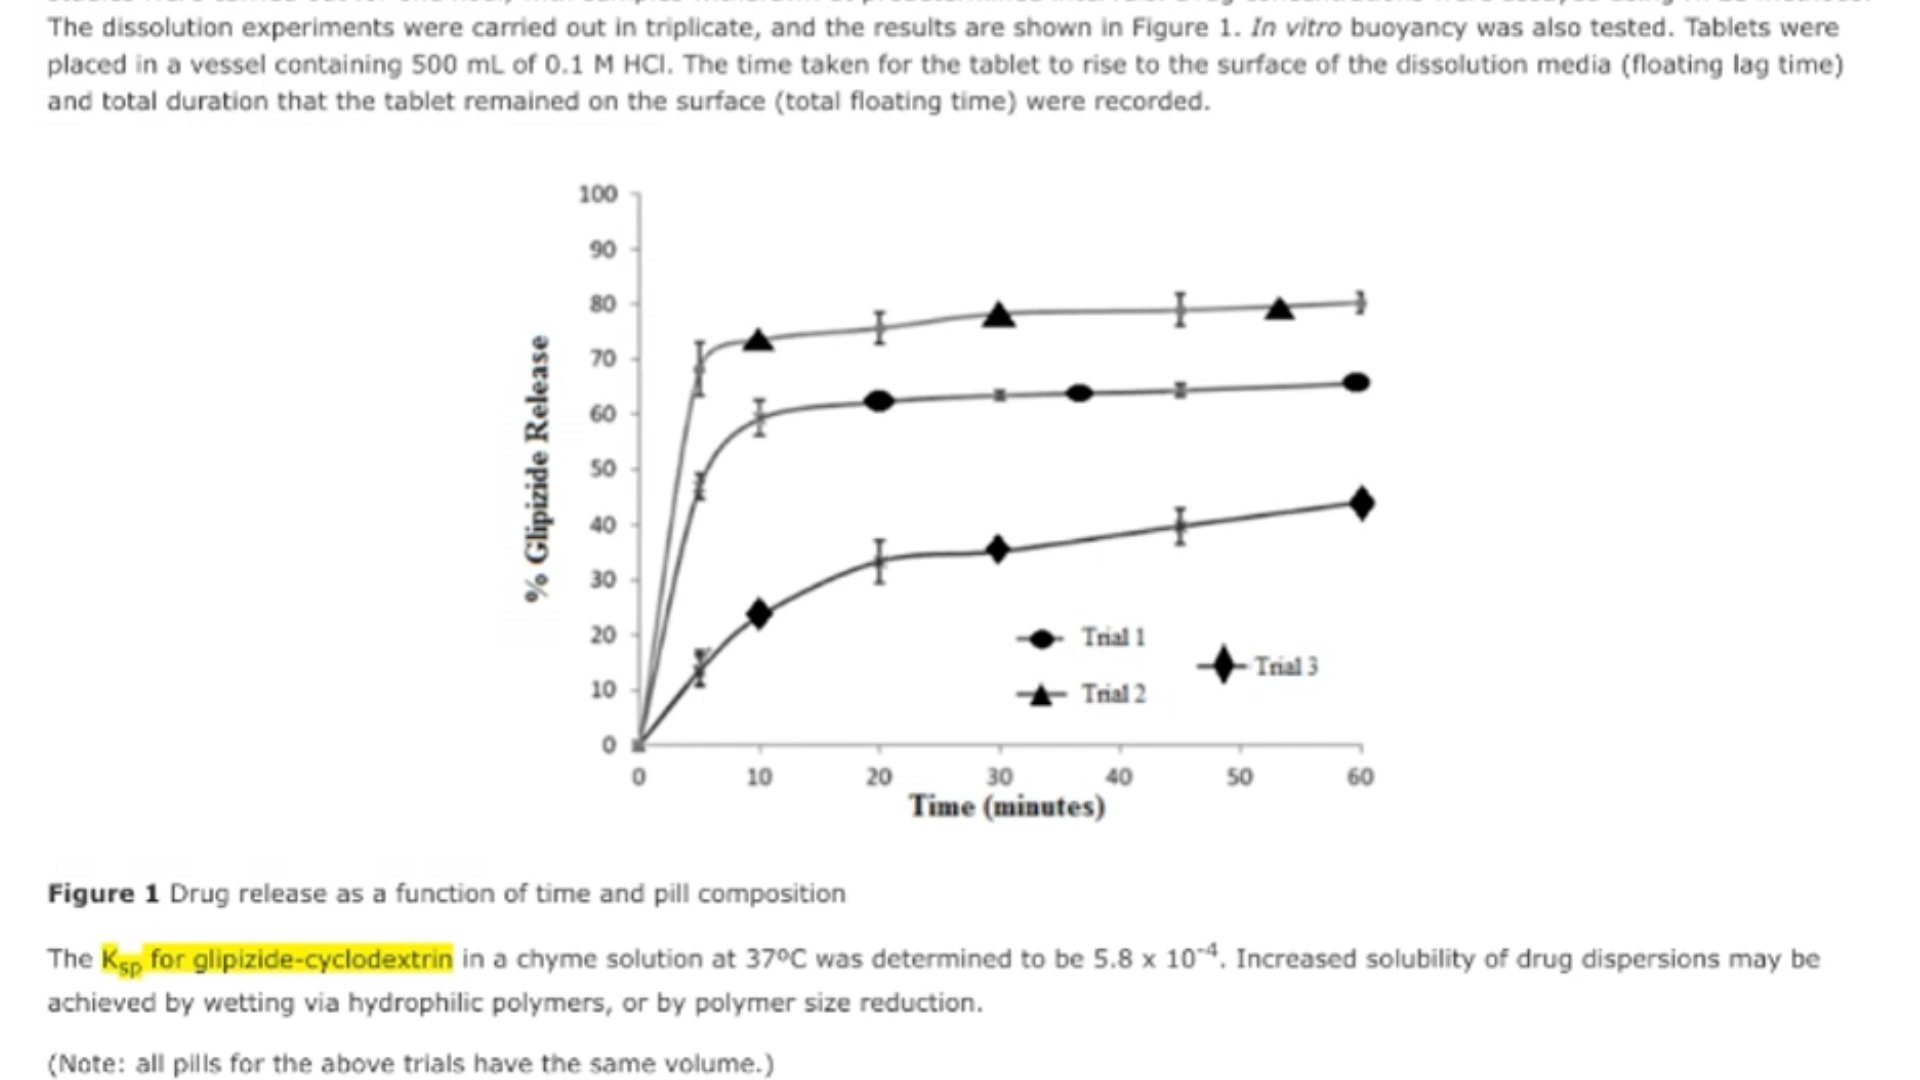 The dissolution experiments were carried out in triplicate, and the results are shown in Figure 1. In vitro buoyancy was also tested. Tablets were
placed in a vessel containing 500 mL of 0.1 M HCl. The time taken for the tablet to rise to the surface of the dissolution media (floating lag time)
and total duration that the tablet remained on the surface (total floating time) were recorded.
100
90
80
70
60
50
40
30
20
10
0
% Glipizide Release
Trial 1
Trial 3
Trial 2
0 10 20 30 40 50 60
Time (minutes)
Figure 1 Drug release as a function of time and pill composition
The Ksp for glipizide-cyclodextrin in a chyme solution at 37ºC was determined to be 5.8 x 10⁻⁴. Increased solubility of drug dispersions may be
achieved by wetting via hydrophilic polymers, or by polymer size reduction.
(Note: all pills for the above trials have the same volume.)